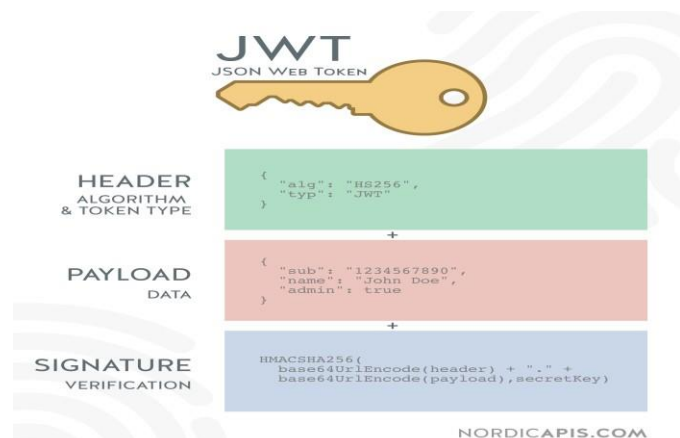 JWT
JSON WEB TOKEN
HEADER
ALGORITHM
& TOKEN TYPE
{
"alg": "HS256",
"typ": "JWT"
}
+
PAYLOAD
DATA
{
"sub": "1234567890",
"name": "John Doe",
"admin": true
}
+
SIGNATURE
VERIFICATION
HMACSHA256(
base64UrlEncode(header) + "." +
base64UrlEncode(payload),secretKey)
NORDICAPIS.COM